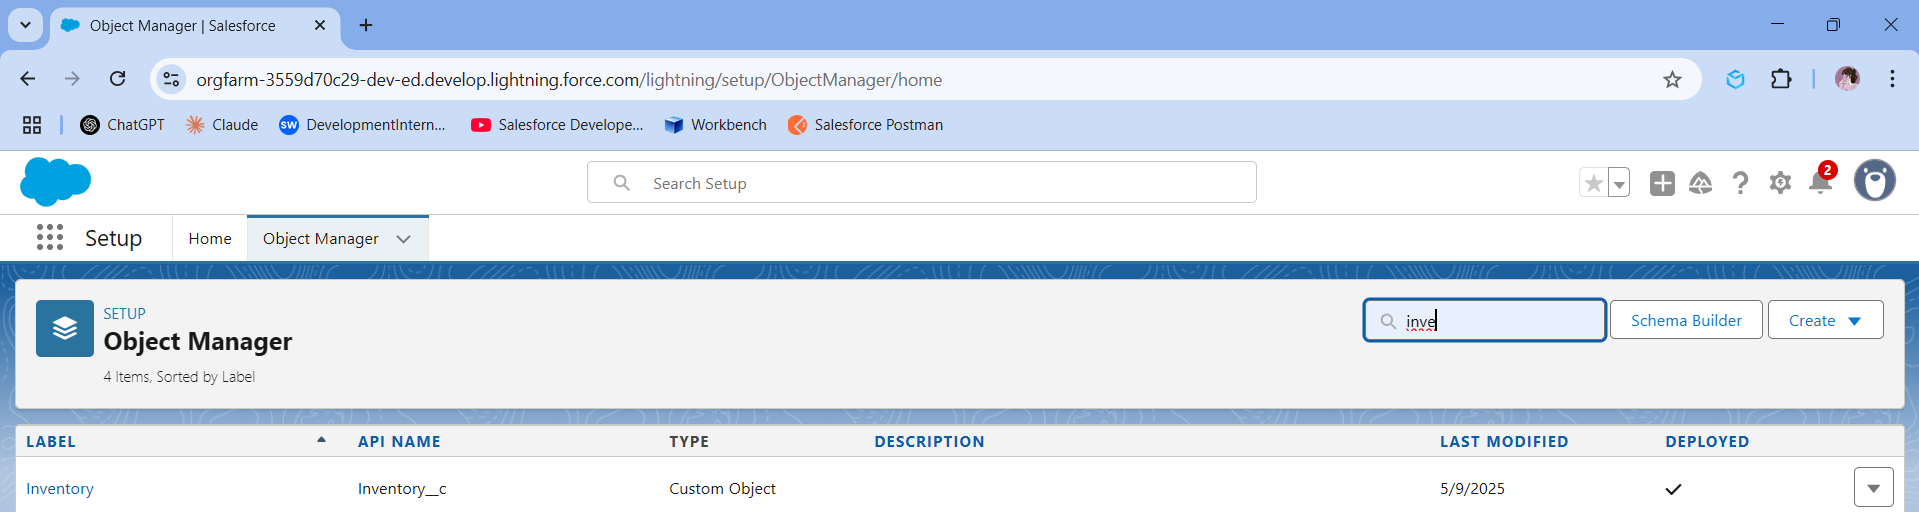 Object Manager | Salesforce
orgfarm-3559d70c29-dev-ed.develop.lightning.force.com/lightning/setup/ObjectManager/home
ChatGPT Claude SW DevelopmentIntern... Salesforce Develope... Workbench Salesforce Postman
Search Setup
2
Setup Home Object Manager
SETUP
Object Manager
4 Items, Sorted by Label
inve
Schema Builder
Create
LABEL API NAME TYPE DESCRIPTION LAST MODIFIED DEPLOYED
Inventory Inventory__c Custom Object 5/9/2025